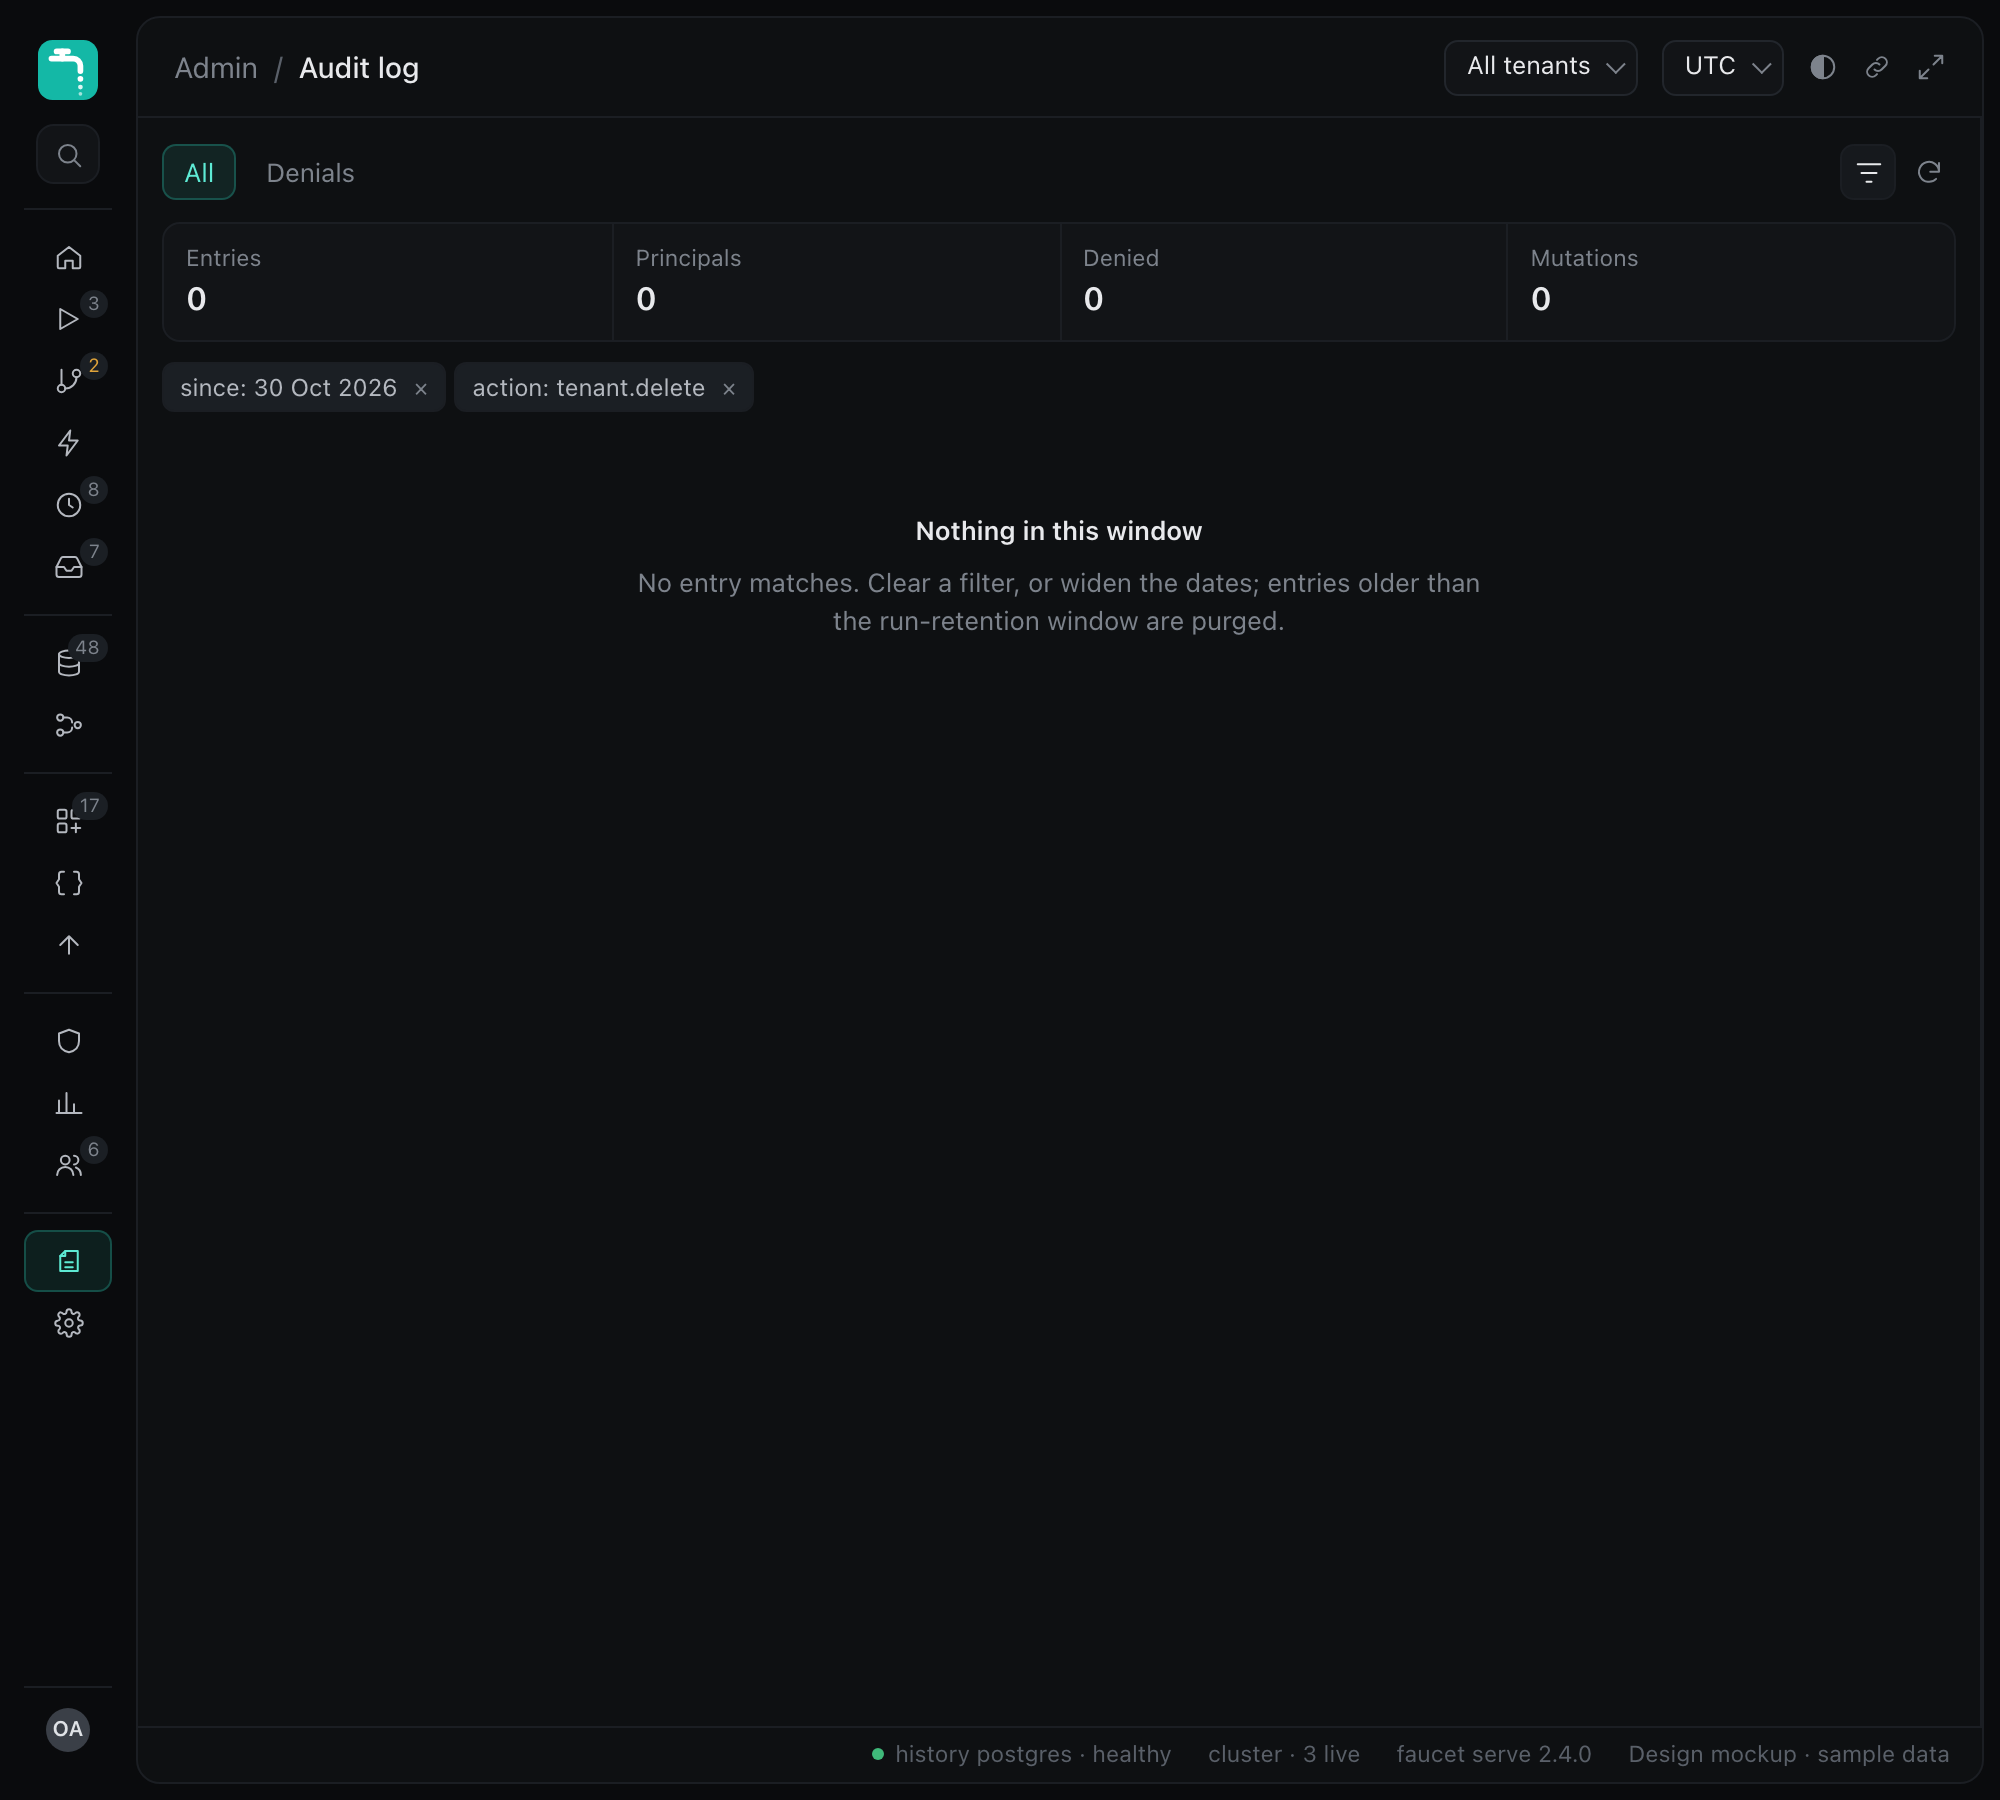 Admin / Audit log
All tenants
UTC
All
Denials
Entries
0
Principals
0
Denied
0
Mutations
0
since: 30 Oct 2026 ×
action: tenant.delete ×
Nothing in this window
No entry matches. Clear a filter, or widen the dates; entries older than
the run-retention window are purged.
3
2
8
7
48
17
6
OA
history postgres · healthy
cluster · 3 live
faucet serve 2.4.0
Design mockup · sample data